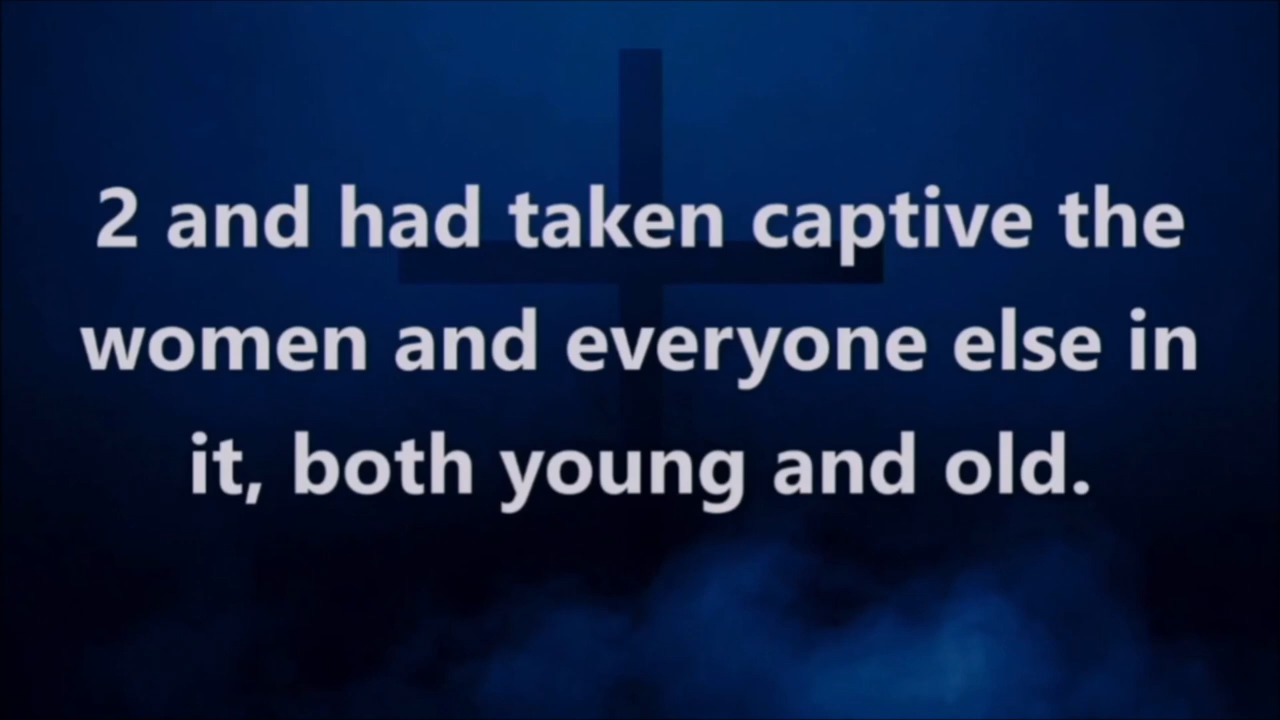 2 and had taken captive the
women and everyone else in
it, both young and old.